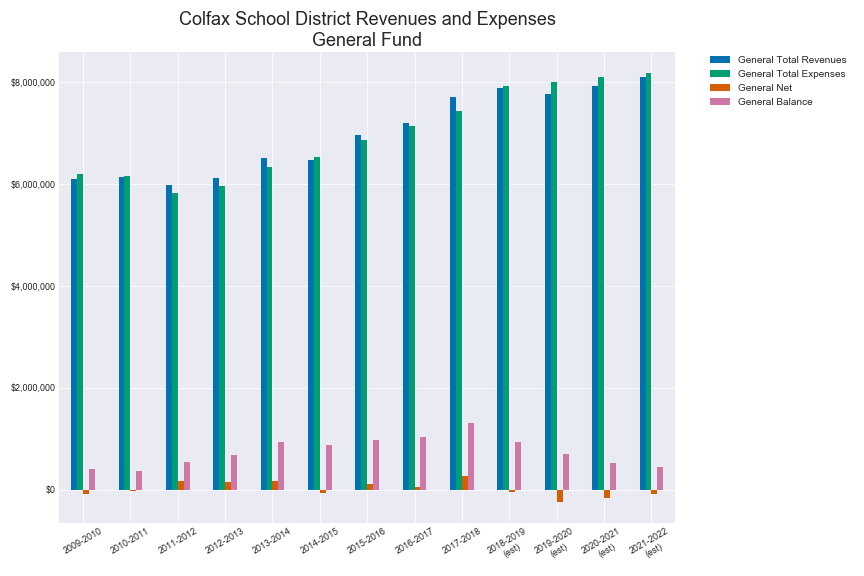 Colfax School District Revenues and Expenses
General Fund
General Total Revenues
General Total Expenses
General Net
General Balance
$8,000,000
$6,000,000
$4,000,000
$2,000,000
$0
2009-2010
2010-2011
2011-2012
2012-2013
2013-2014
2014-2015
2015-2016
2016-2017
2017-2018
2018-2019
(est)
2019-2020
(est)
2020-2021
(est)
2021-2022
(est)